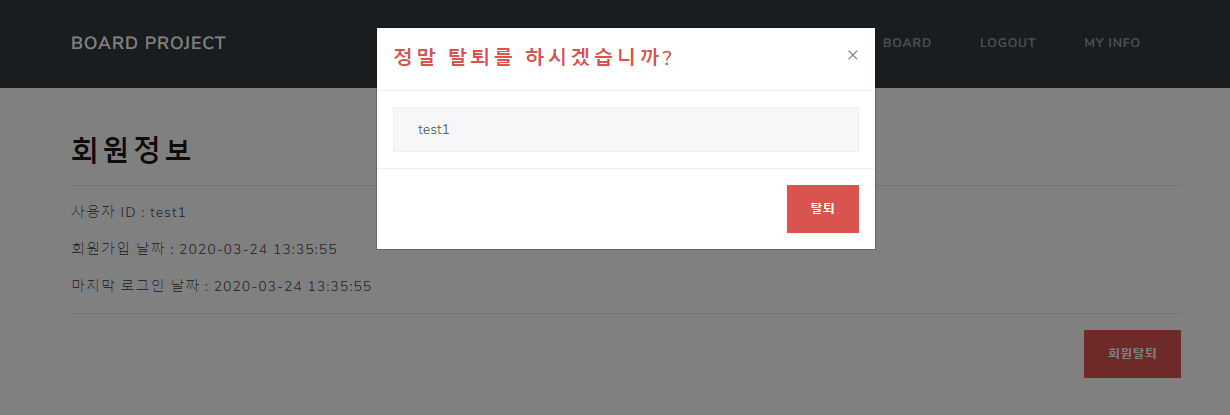 BOARD PROJECT
BOARD LOGOUT MY INFO
정말 탈퇴를 하시겠습니까?
×
test1
탈퇴
회원정보
사용자 ID : test1
회원가입 날짜 : 2020-03-24 13:35:55
마지막 로그인 날짜 : 2020-03-24 13:35:55
회원탈퇴